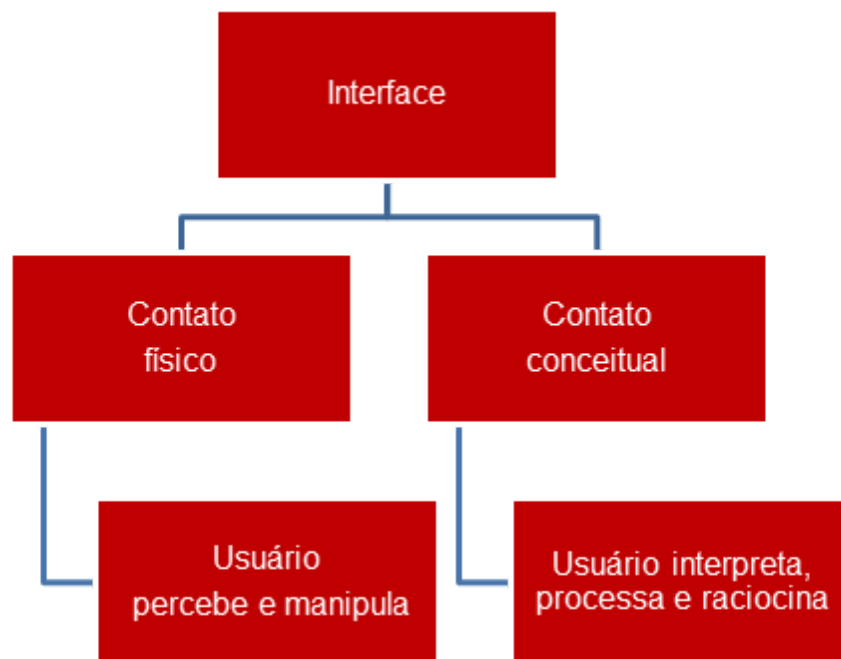 Interface
Contato
físico
Contato
conceitual
Usuário
percebe e manipula
Usuário interpreta,
processa e raciocina